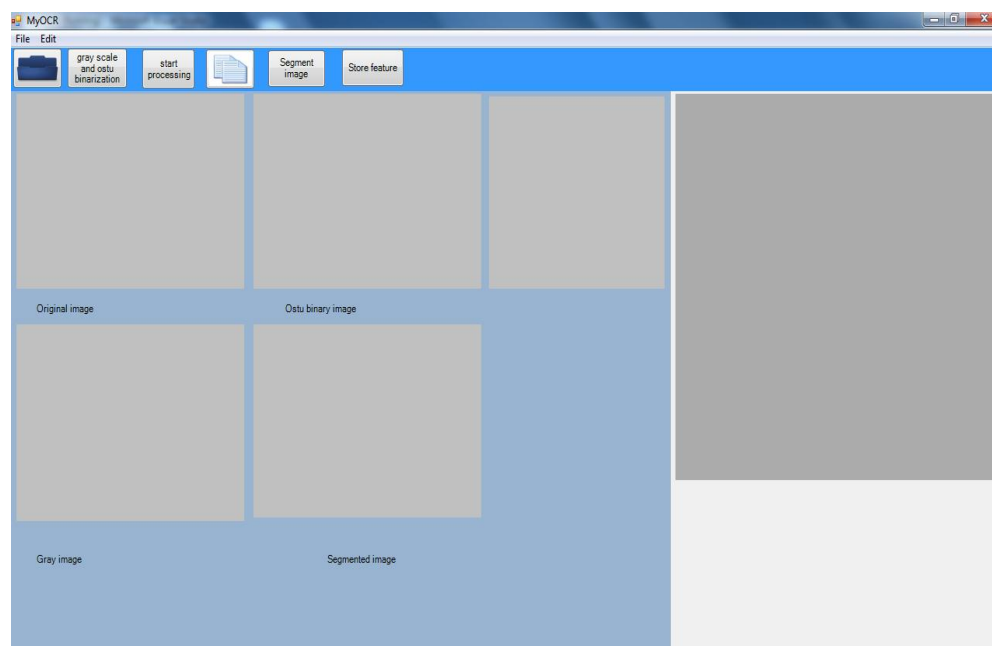 MyOCR
File Edit
gray scale
and ostu
binarization
start
processing
Segment
image
Store feature
Original image
Ostu binary image
Gray image
Segmented image